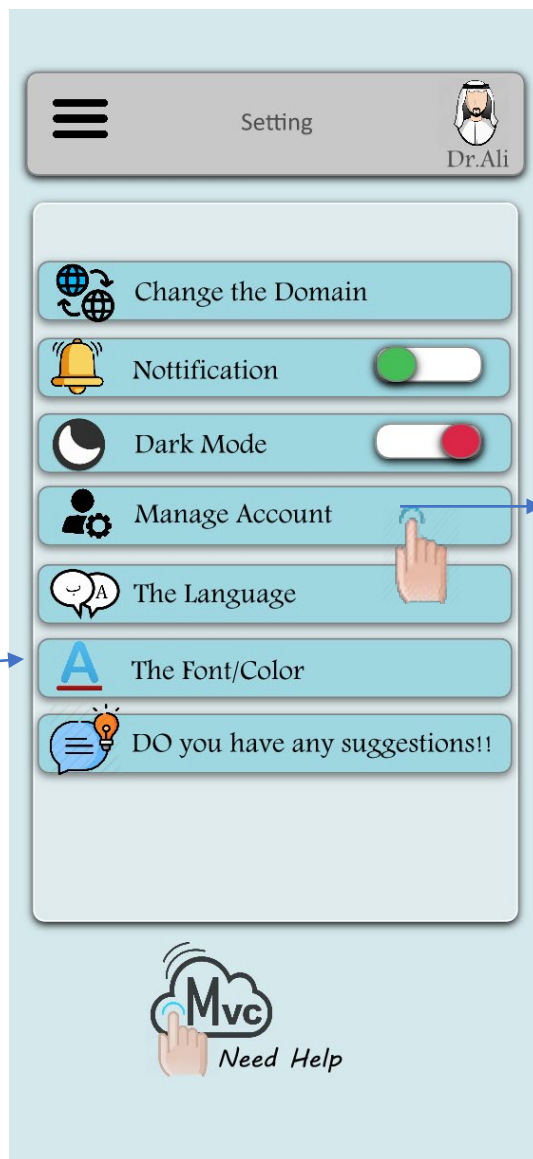 Setting
Dr.Ali
Change the Domain
Nottification
Dark Mode
Manage Account
The Language
A
The Font/Color
DO you have any suggestions!!
Mvc
Need Help